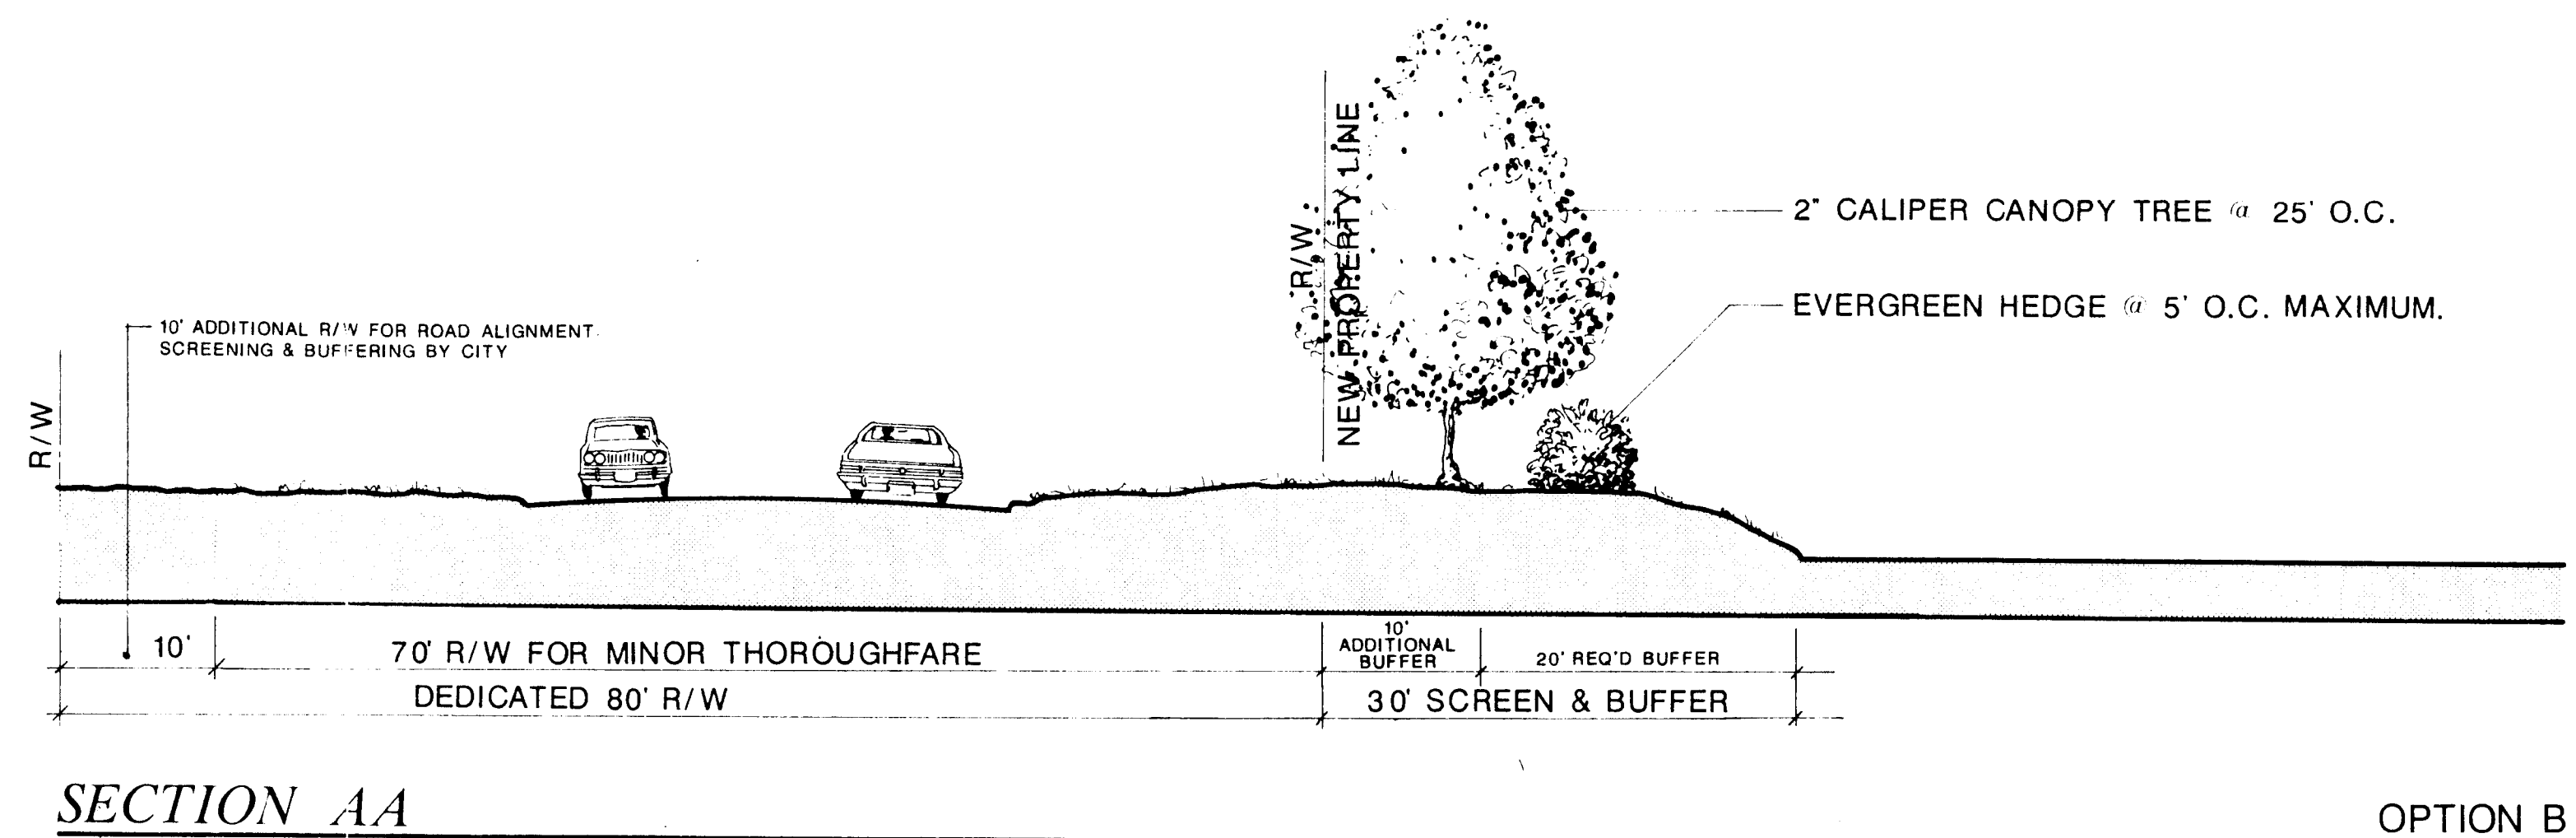 R/W
NEW PROPERTY LINE
2" CALIPER CANOPY TREE @ 25' O.C.
EVERGREEN HEDGE @ 5' O.C. MAXIMUM.
10' ADDITIONAL R/W FOR ROAD ALIGNMENT.
SCREENING & BUFFERING BY CITY
R/W
10'
70' R/W FOR MINOR THOROUGHFARE
10'
ADDITIONAL
BUFFER
20' REQ'D BUFFER
DEDICATED 80' R/W
30' SCREEN & BUFFER
SECTION AA
OPTION B